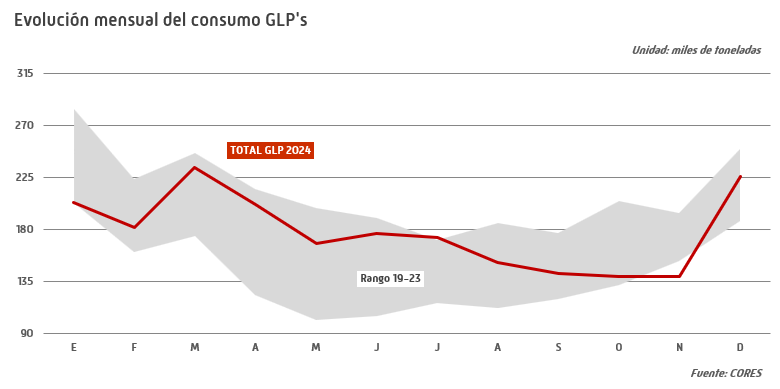 Evolución mensual del consumo GLP's
Unidad: miles de toneladas
315
270
225
180
135
90
TOTAL GLP 2024
Rango 19-23
E F M A M J J A S O N D
Fuente: CORES